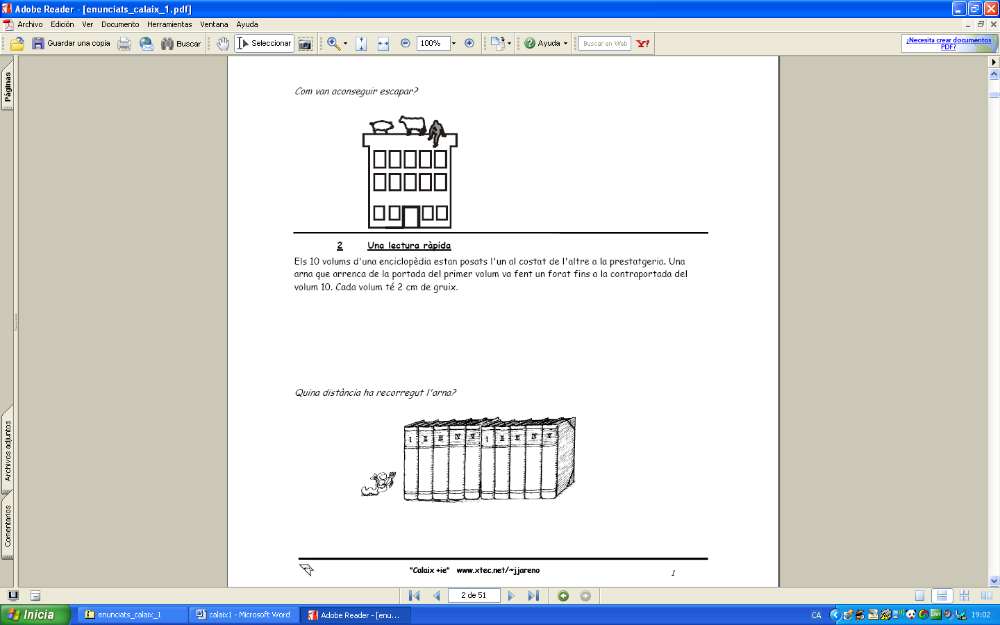 Adobe Reader - [enunciats_calaix_1.pdf]
Archivo Edición Ver Documento Herramientas Ventana Ayuda
Guardar una copia Buscar Seleccionar 100% Ayuda Buscar en Web Y!
¿Necesita crear documentos
PDF?
Páginas
Archivos adjuntos
Comentarios
Com van aconseguir escapar?
2 Una lectura ràpida
Els 10 volums d'una enciclopèdia estan posats l'un al costat de l'altre a la prestatgeria. Una
arna que arrenca de la portada del primer volum va fent un forat fins a la contraportada del
volum 10. Cada volum té 2 cm de gruix.
Quina distància ha recorregut l'arna?
I II III IV V I II III IV V
"Calaix +ie" www.xtec.net/~jjareno
1
2 de 51
Inicia enunciats_calaix_1 calaix1 - Microsoft Word Adobe Reader - [enu... CA LAN 19:02